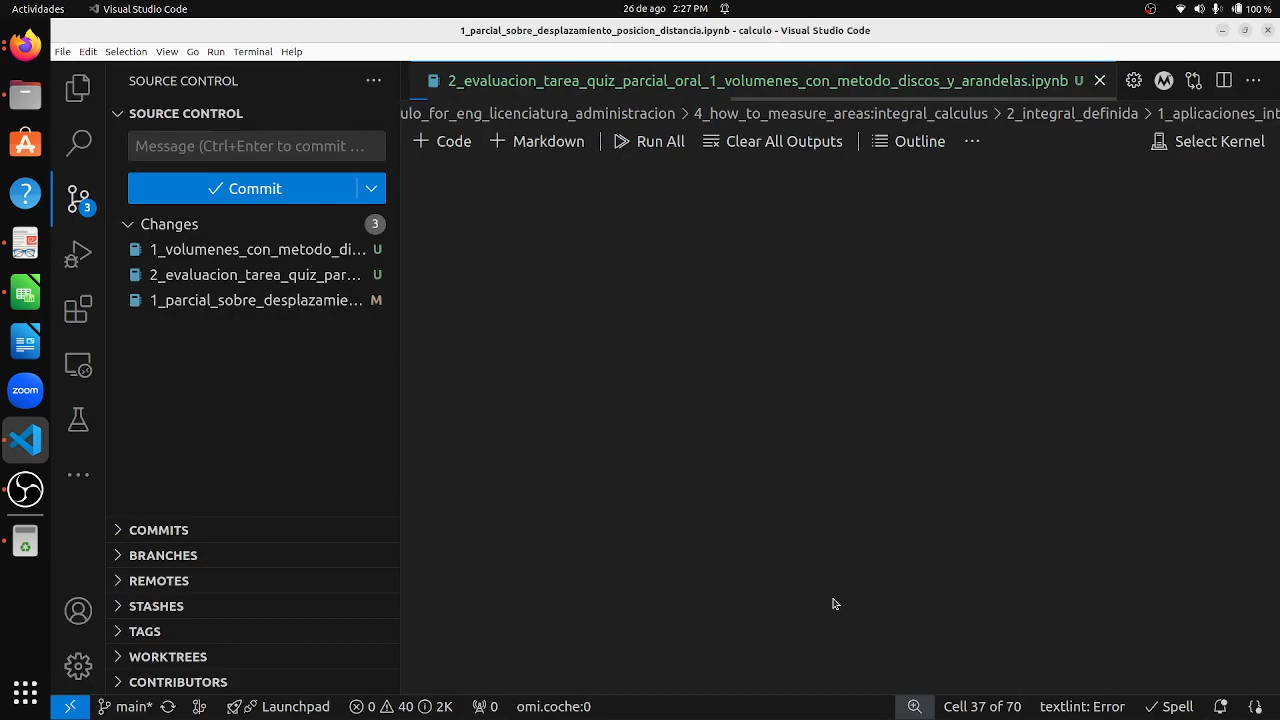 Actividades
Visual Studio Code
26 de ago 2:27 PM
100 %
1_parcial_sobre_desplazamiento_posicion_distancia.ipynb - calculo - Visual Studio Code
File Edit Selection View Go Run Terminal Help
SOURCE CONTROL
2_evaluacion_tarea_quiz_parcial_oral_1_volumenes_con_metodo_discos_y_arandelas.ipynb U
SOURCE CONTROL
ulo_for_eng_licenciatura_administracion > 4_how_to_measure_areas:integral_calculus > 2_integral_definida > 1_aplicaciones_int
Message (Ctrl+Enter to commit ...
Code Markdown Run All Clear All Outputs Outline ... Select Kernel
Commit
Changes 3
1_volumenes_con_metodo_di... U
2_evaluacion_tarea_quiz_par... U
1_parcial_sobre_desplazamie... M
3
zoom
COMMITS
BRANCHES
REMOTES
STASHES
TAGS
WORKTREES
CONTRIBUTORS
main* Launchpad 0 40 2K 0 omi.coche:0 Cell 37 of 70 textlint: Error Spell